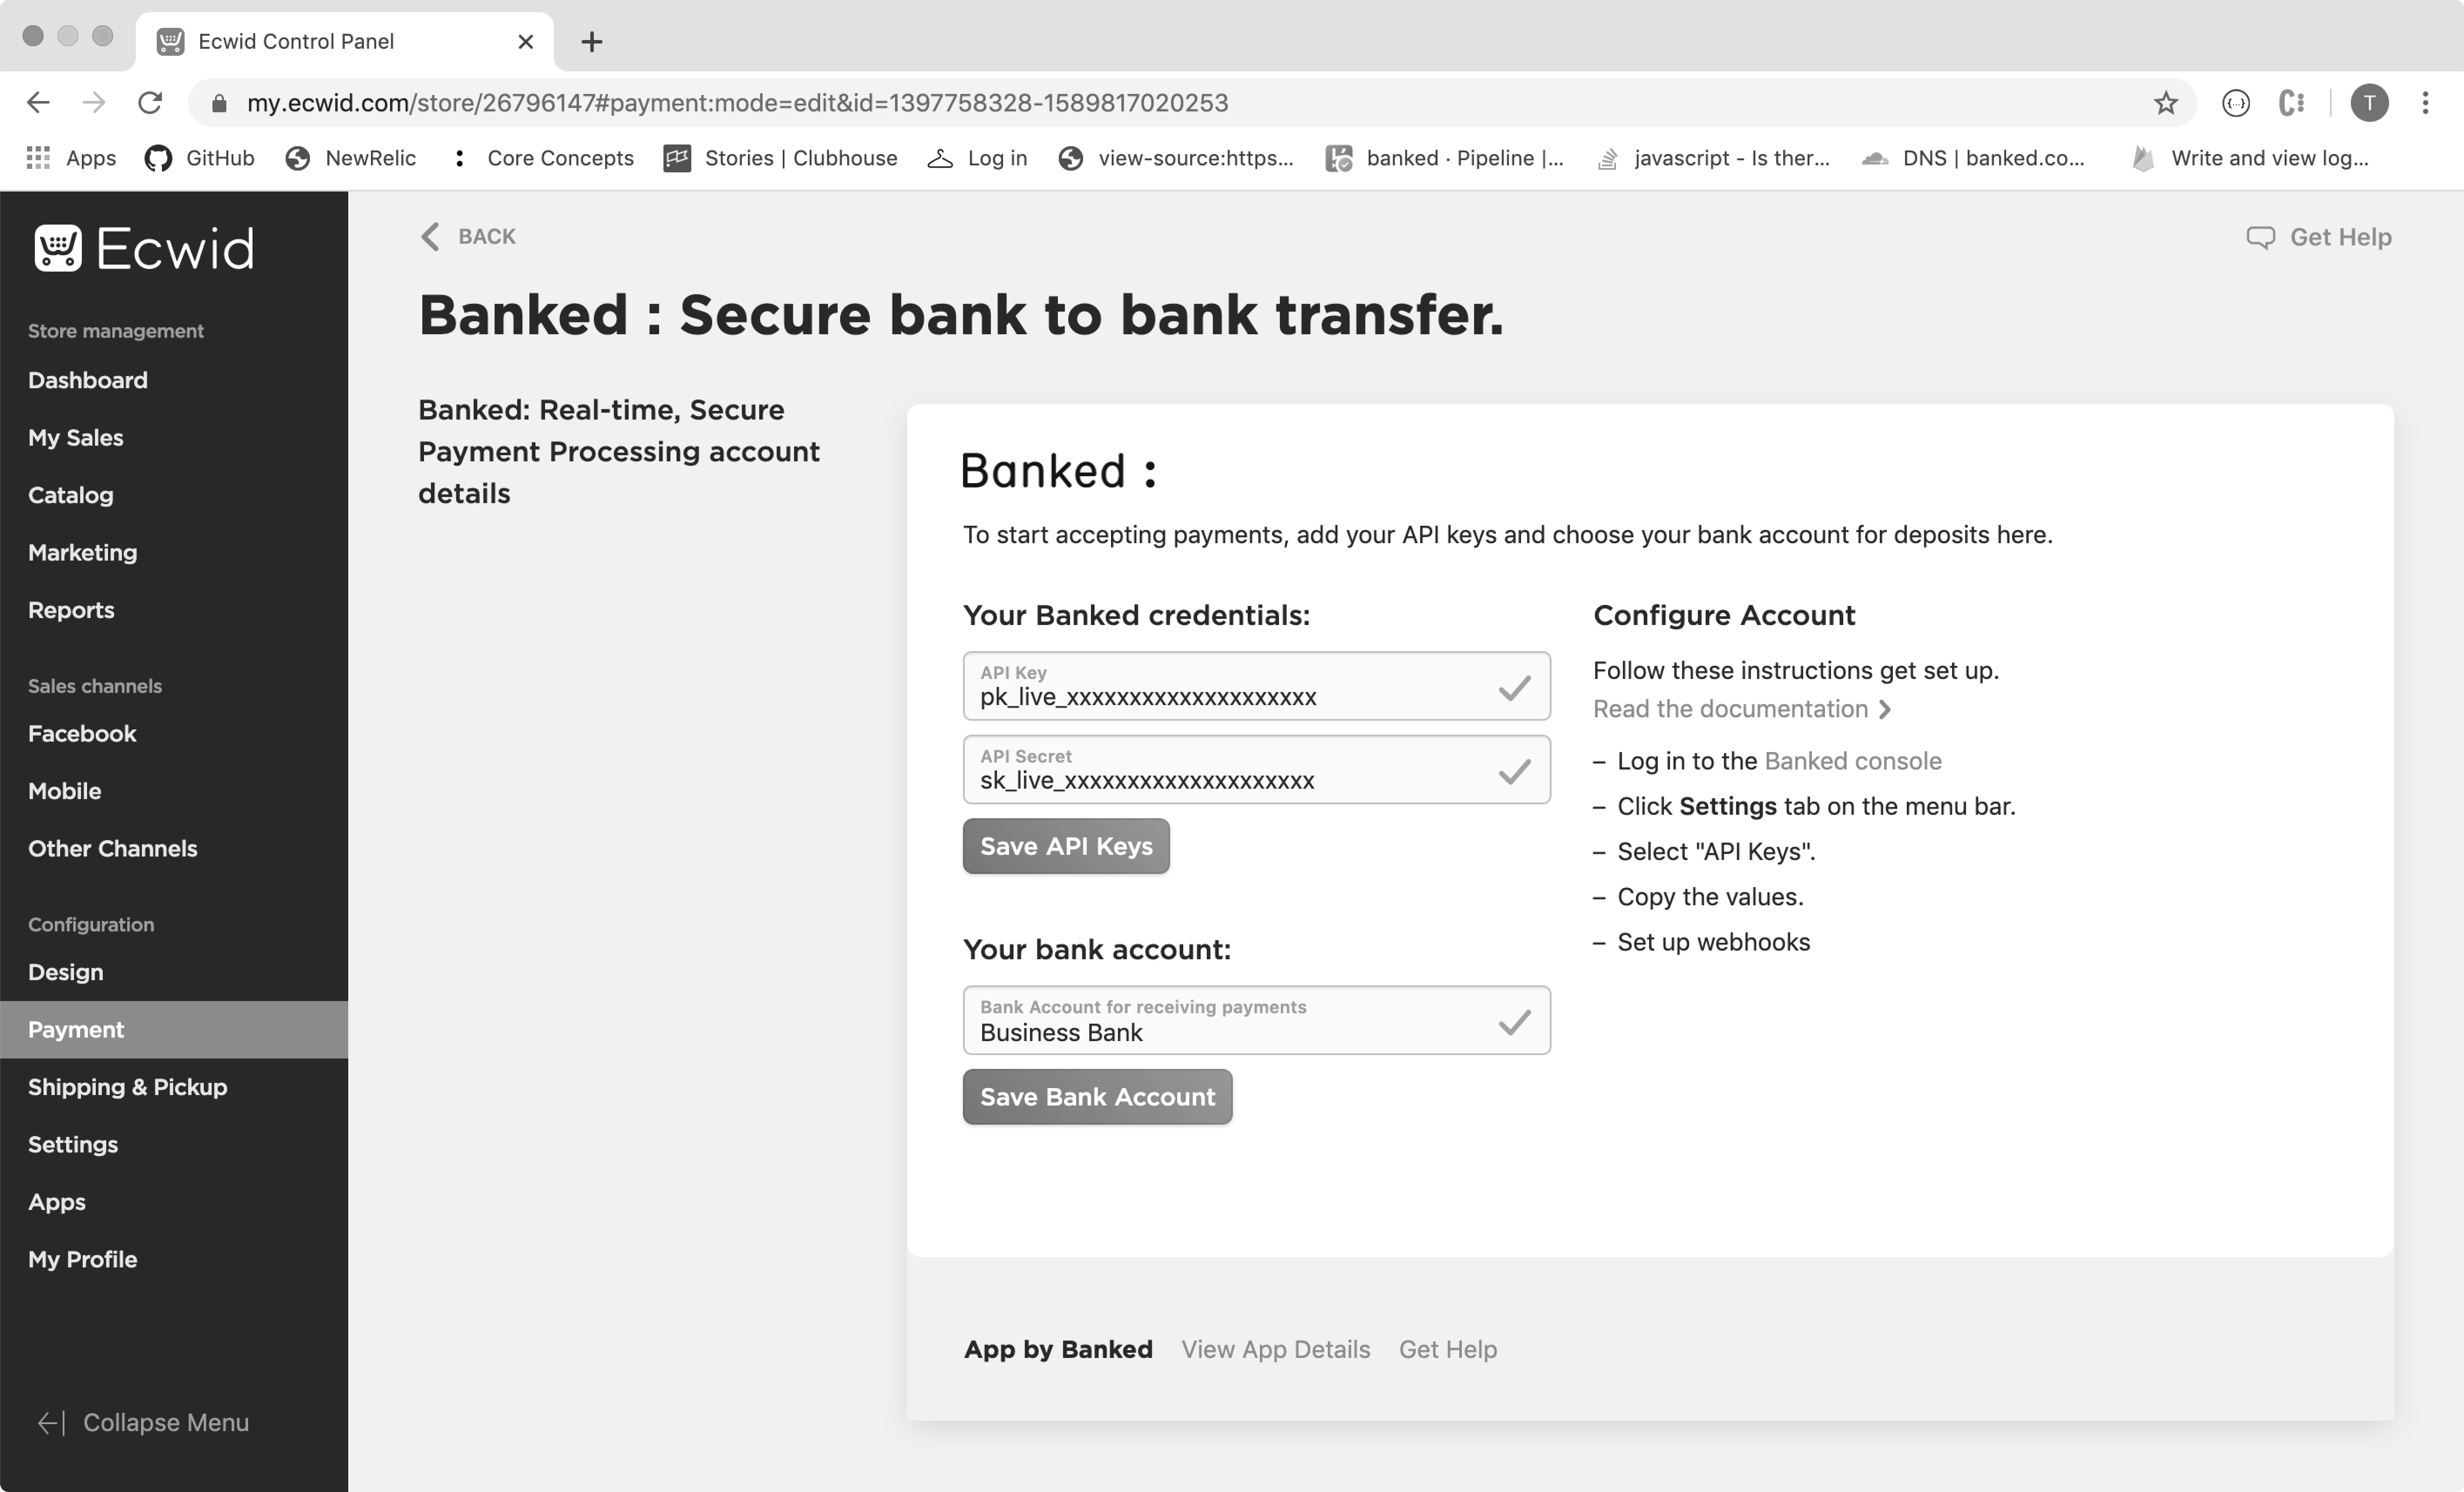 Ecwid Control Panel
my.ecwid.com/store/26796147#payment:mode=edit&id=1397758328-1589817020253
T
Apps
GitHub
NewRelic
Core Concepts
Stories | Clubhouse
Log in
view-source:https...
banked · Pipeline |...
javascript - Is ther...
DNS | banked.co...
Write and view log...
Ecwid
Store management
Dashboard
My Sales
Catalog
Marketing
Reports
Sales channels
Facebook
Mobile
Other Channels
Configuration
Design
Payment
Shipping & Pickup
Settings
Apps
My Profile
Collapse Menu
BACK
Get Help
Banked : Secure bank to bank transfer.
Banked: Real-time, Secure
Payment Processing account
details
Banked :
To start accepting payments, add your API keys and choose your bank account for deposits here.
Your Banked credentials:
API Key
pk_live_xxxxxxxxxxxxxxxxxxxx
API Secret
sk_live_xxxxxxxxxxxxxxxxxxxx
Save API Keys
Your bank account:
Bank Account for receiving payments
Business Bank
Save Bank Account
Configure Account
Follow these instructions get set up.
Read the documentation
– Log in to the Banked console
– Click Settings tab on the menu bar.
– Select "API Keys".
– Copy the values.
– Set up webhooks
App by Banked View App Details Get Help